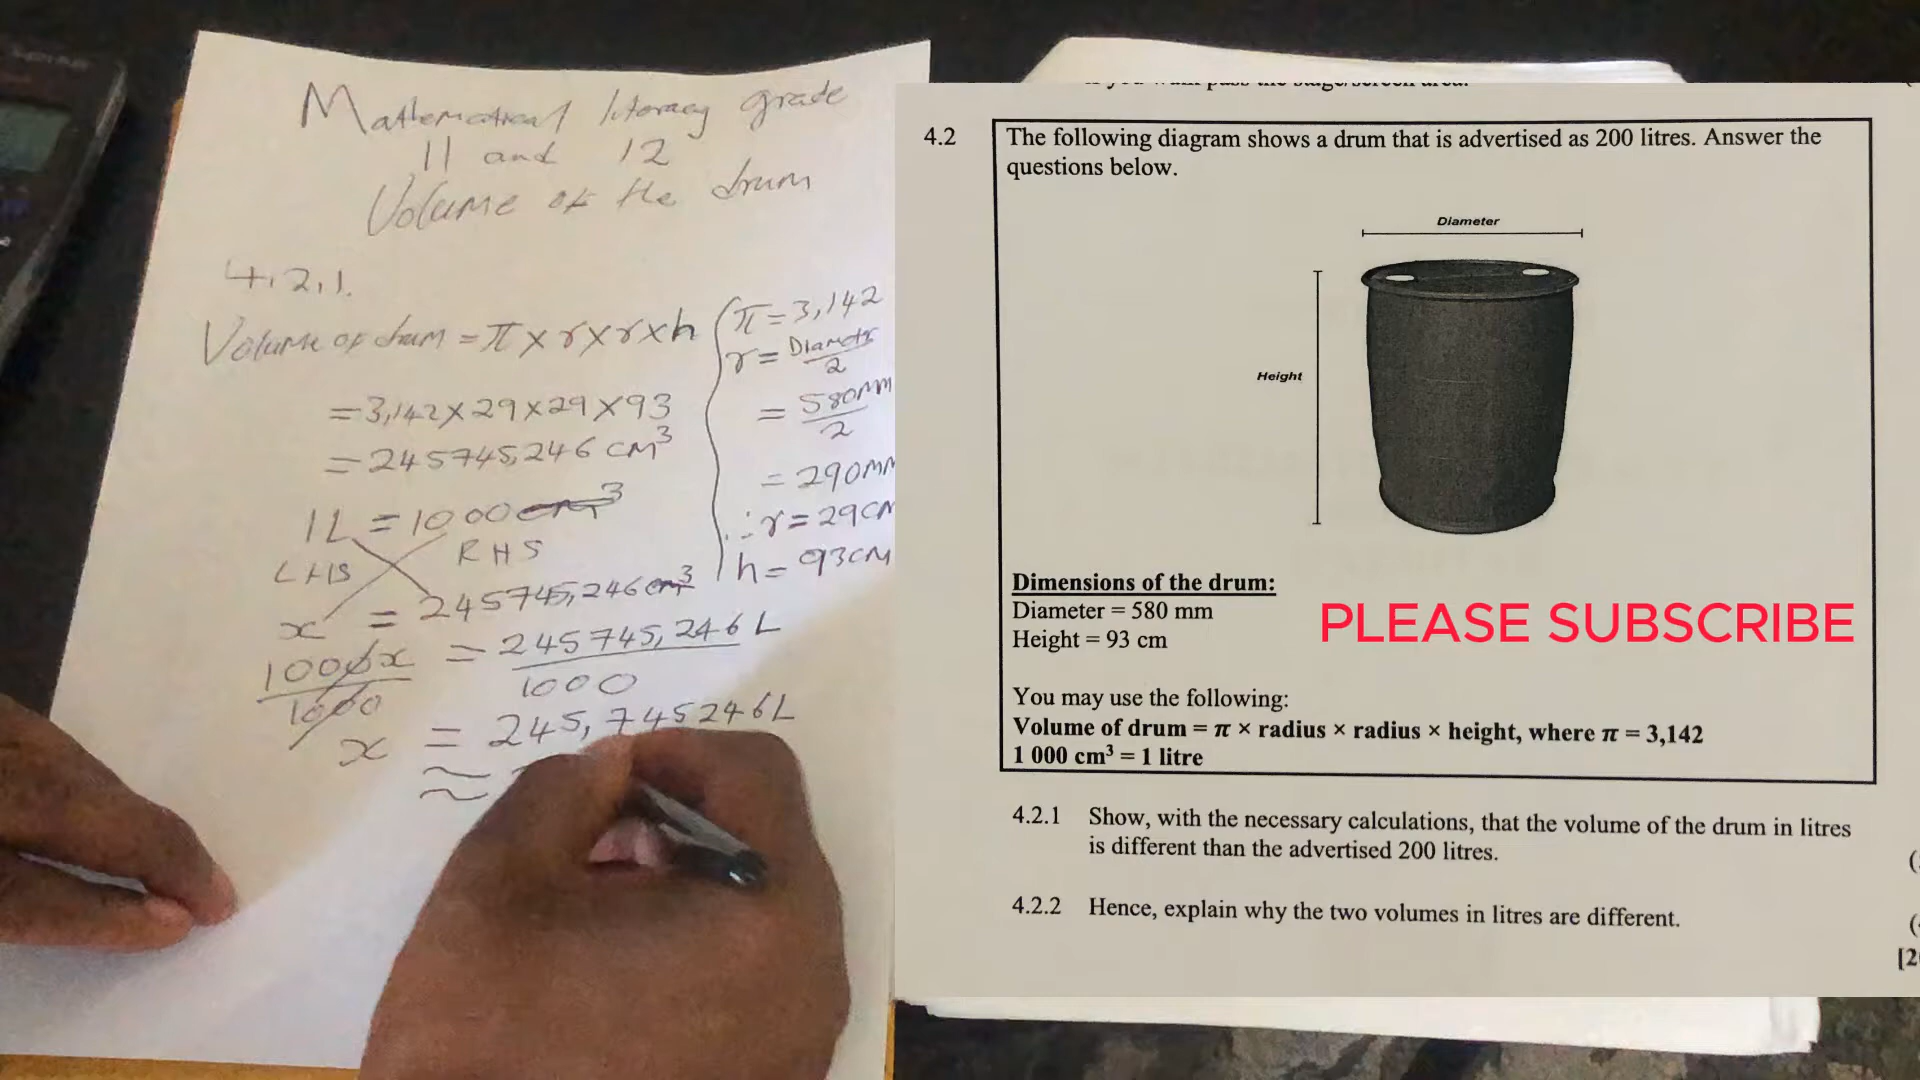 Mathematical literacy grade
11 and 12
Volume of the drum
4.2.1.
Volume of drum = π × r × r × h
= 3,142 × 29 × 29 × 93
= 245745,246 cm³
1L = 1000 cm³
LHS RHS
x = 245745,246 cm³
1000x = 245745,246 L
1000 1000
x = 245,745246L
≈
π = 3,142
r = Diameter
2
= 580mm
2
= 290mm
∴ r = 29cm
h = 93cm
4.2 The following diagram shows a drum that is advertised as 200 litres. Answer the
questions below.
Diameter
Height
Dimensions of the drum:
Diameter = 580 mm
Height = 93 cm
PLEASE SUBSCRIBE
You may use the following:
Volume of drum = π × radius × radius × height, where π = 3,142
1 000 cm³ = 1 litre
4.2.1 Show, with the necessary calculations, that the volume of the drum in litres
is different than the advertised 200 litres.
4.2.2 Hence, explain why the two volumes in litres are different.